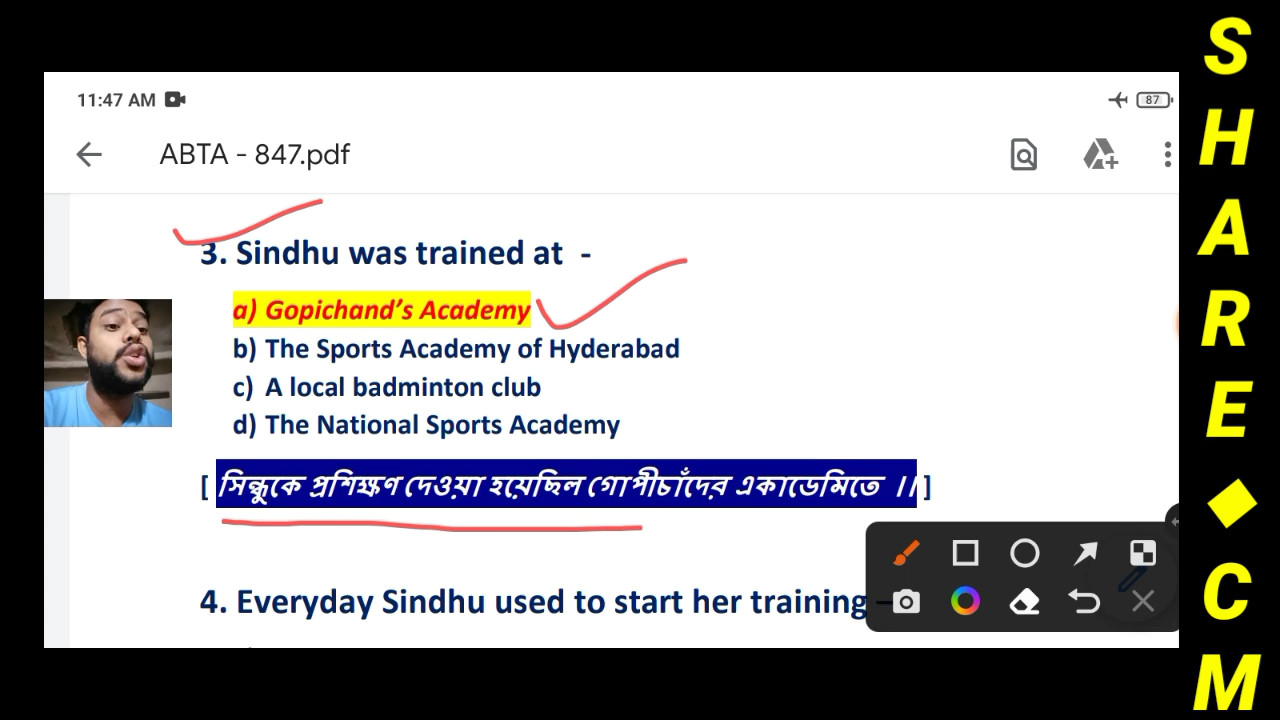 11:47 AM
87
ABTA - 847.pdf
3. Sindhu was trained at -
a) Gopichand's Academy
b) The Sports Academy of Hyderabad
c) A local badminton club
d) The National Sports Academy
[ সিন্ধুকে প্রশিক্ষণ দেওয়া হয়েছিল গোপীচাঁদের একাডেমিতে ।। ]
4. Everyday Sindhu used to start her training –
SHARE◆CM